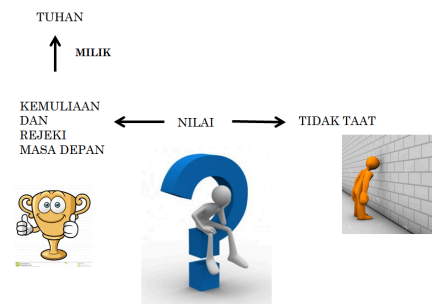 TUHAN
MILIK
KEMULIAAN
DAN
REJEKI
MASA DEPAN
NILAI
TIDAK TAAT